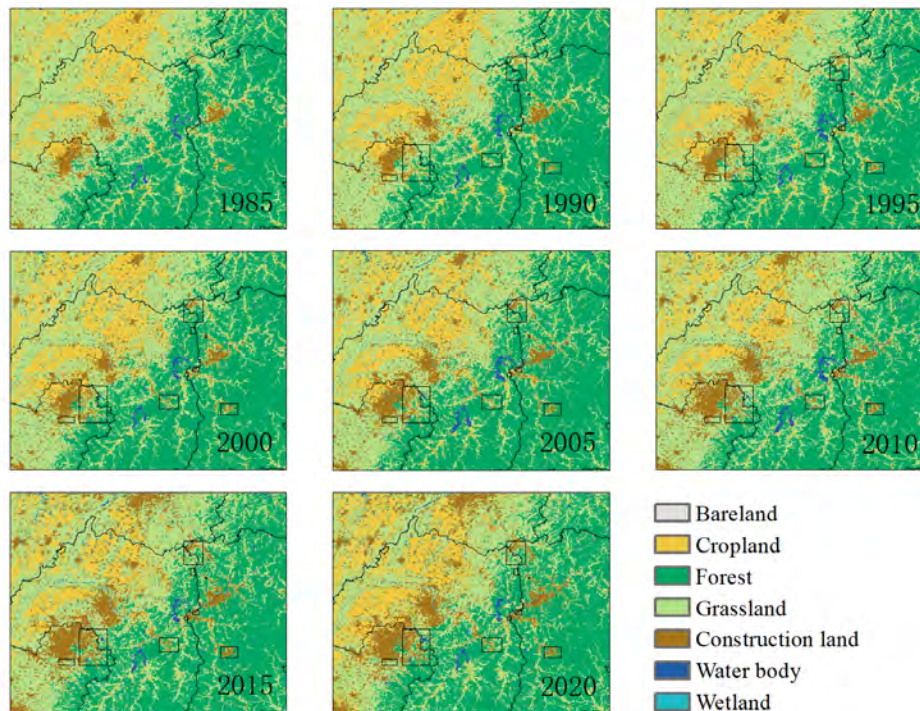 1985
1990
1995
2000
2005
2010
2015
2020
Bareland
Cropland
Forest
Grassland
Construction land
Water body
Wetland